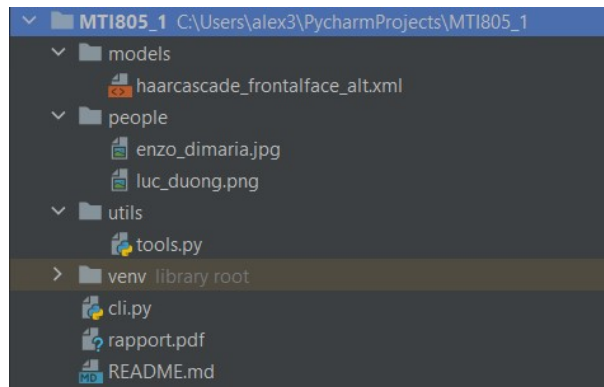 MTI805_1 C:\Users\alex3\PycharmProjects\MTI805_1
models
haarcascade_frontalface_alt.xml
people
enzo_dimaria.jpg
luc_duong.png
utils
tools.py
venv library root
cli.py
rapport.pdf
MD README.md